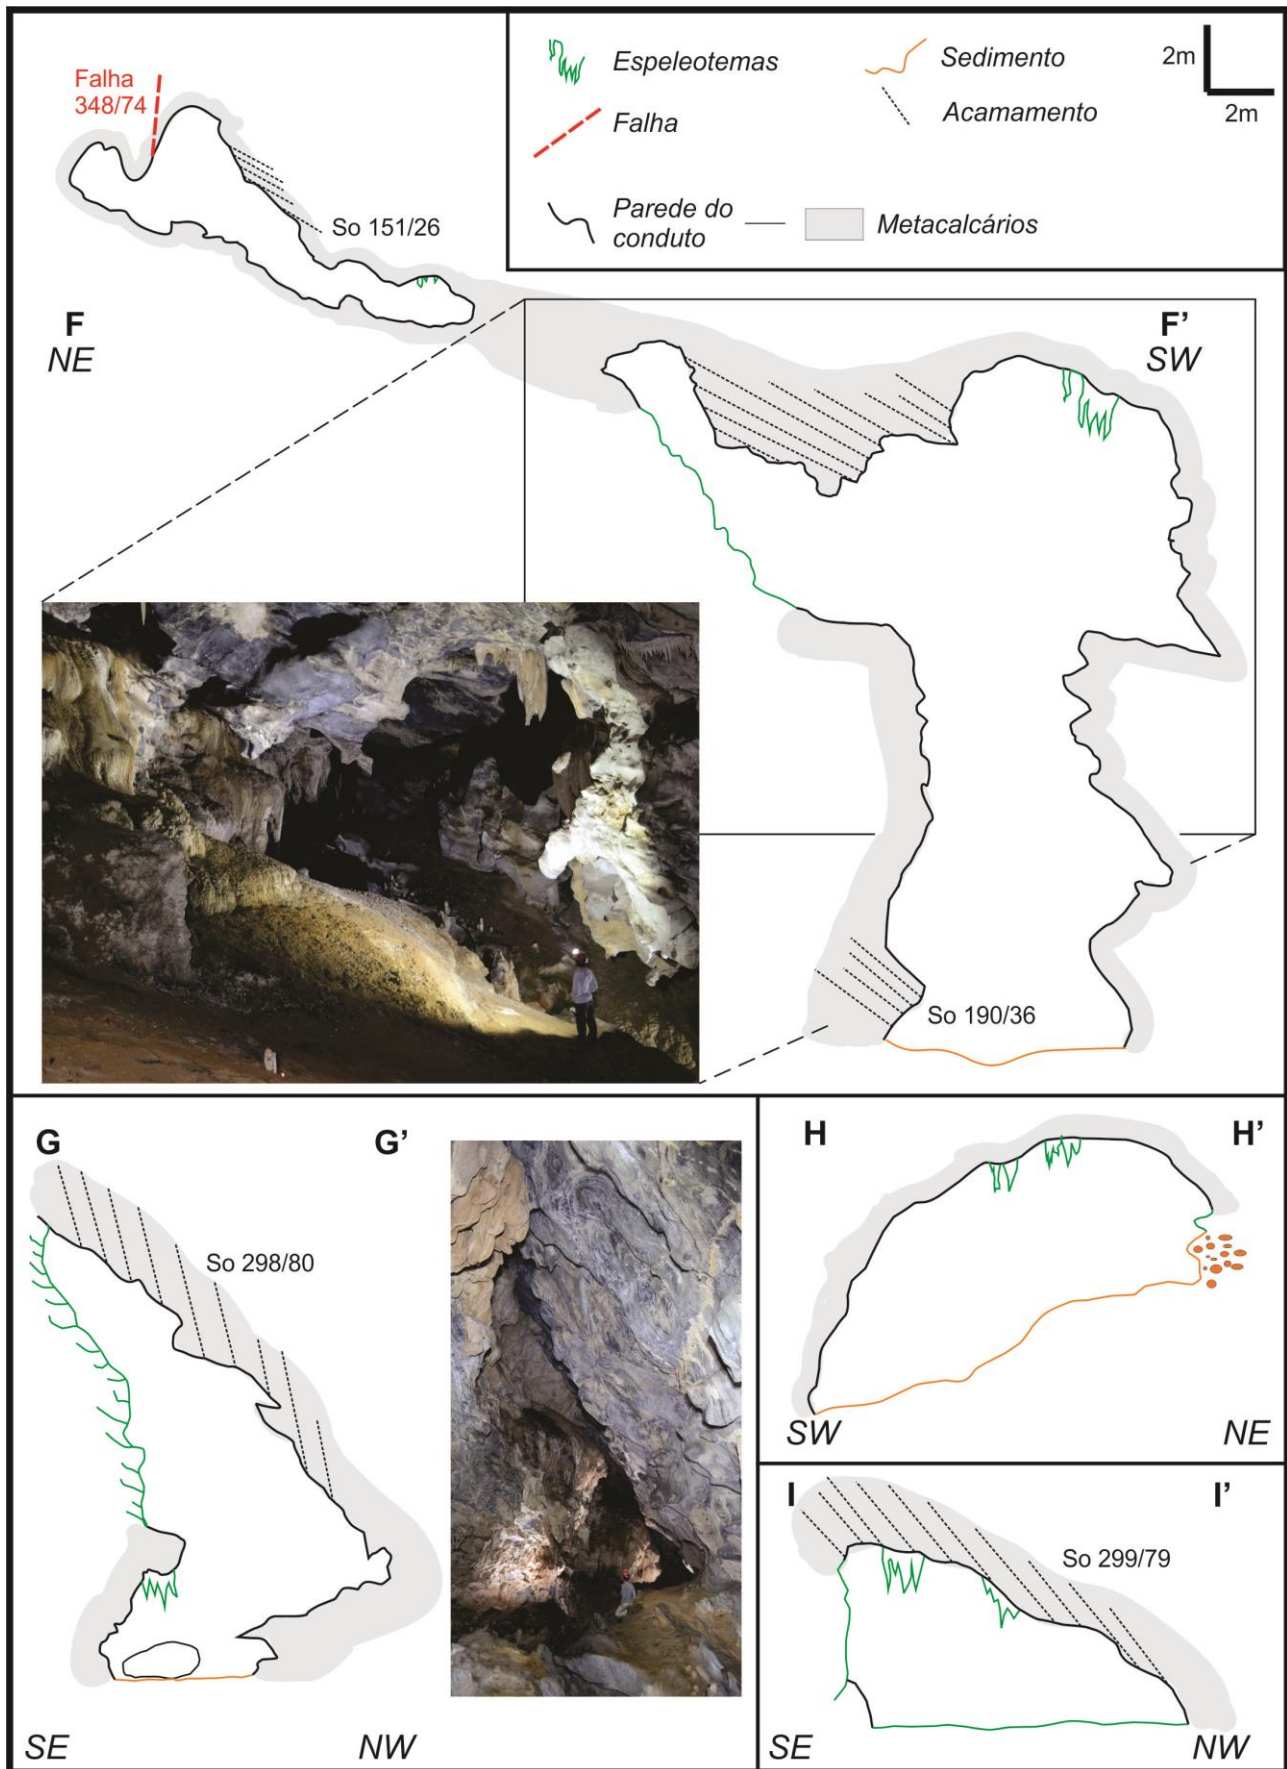 Falha
348/74
Espeleotemas
Sedimento
2m
2m
Falha
Acamamento
Parede do
conduto
Metacalcários
So 151/26
F
NE
F'
SW
So 190/36
G
G'
So 298/80
SE
NW
H
H'
SW
NE
I
I'
So 299/79
SE
NW